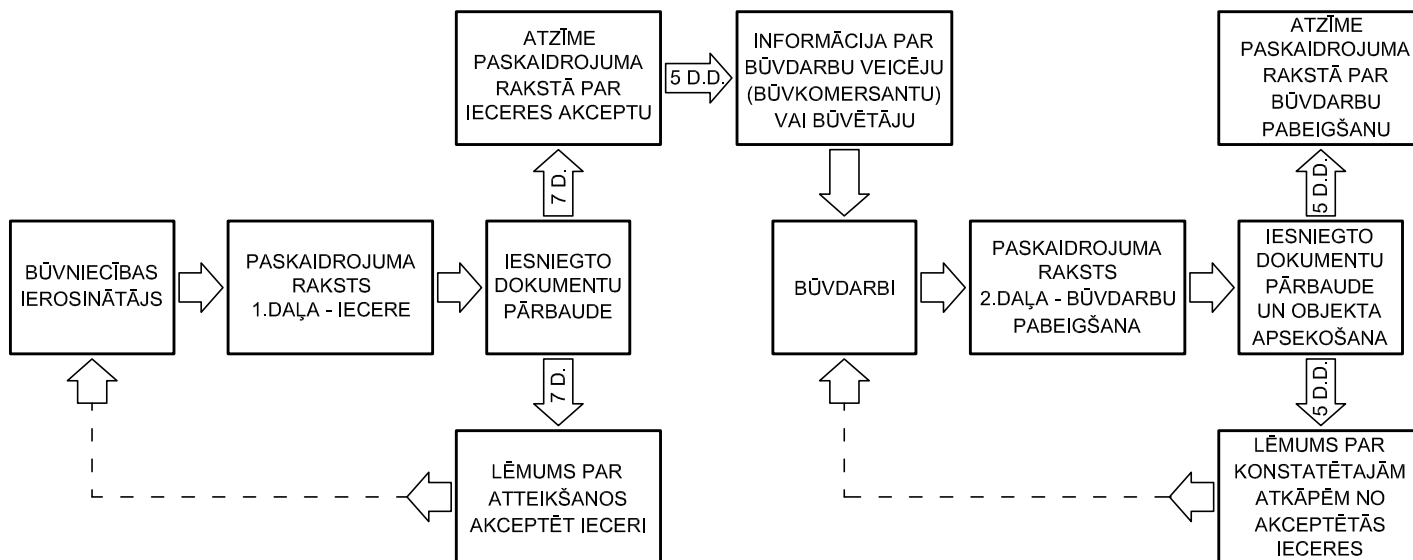 ATZĪME
PASKAIDROJUMA
RAKSTĀ PAR
IECERES AKCEPTU
5 D.D.
INFORMĀCIJA PAR
BŪVDARBU VEICĒJU
(BŪVKOMERSANTU)
VAI BŪVĒTĀJU
ATZĪME
PASKAIDROJUMA
RAKSTĀ PAR
BŪVDARBU
PABEIGŠANU
7 D.
5 D.D.
BŪVNIECĪBAS
IEROSINĀTĀJS
PASKAIDROJUMA
RAKSTS
1.DAĻA - IECERE
IESNIEGTO
DOKUMENTU
PĀRBAUDE
BŪVDARBI
PASKAIDROJUMA
RAKSTS
2.DAĻA - BŪVDARBU
PABEIGŠANA
IESNIEGTO
DOKUMENTU
PĀRBAUDE
UN OBJEKTA
APSEKOŠANA
7 D.
5 D.D.
LĒMUMS PAR
ATTEIKŠANOS
AKCEPTĒT IECERI
LĒMUMS PAR
KONSTATĒTAJĀM
ATKĀPĒM NO
AKCEPTĒTĀS
IECERES